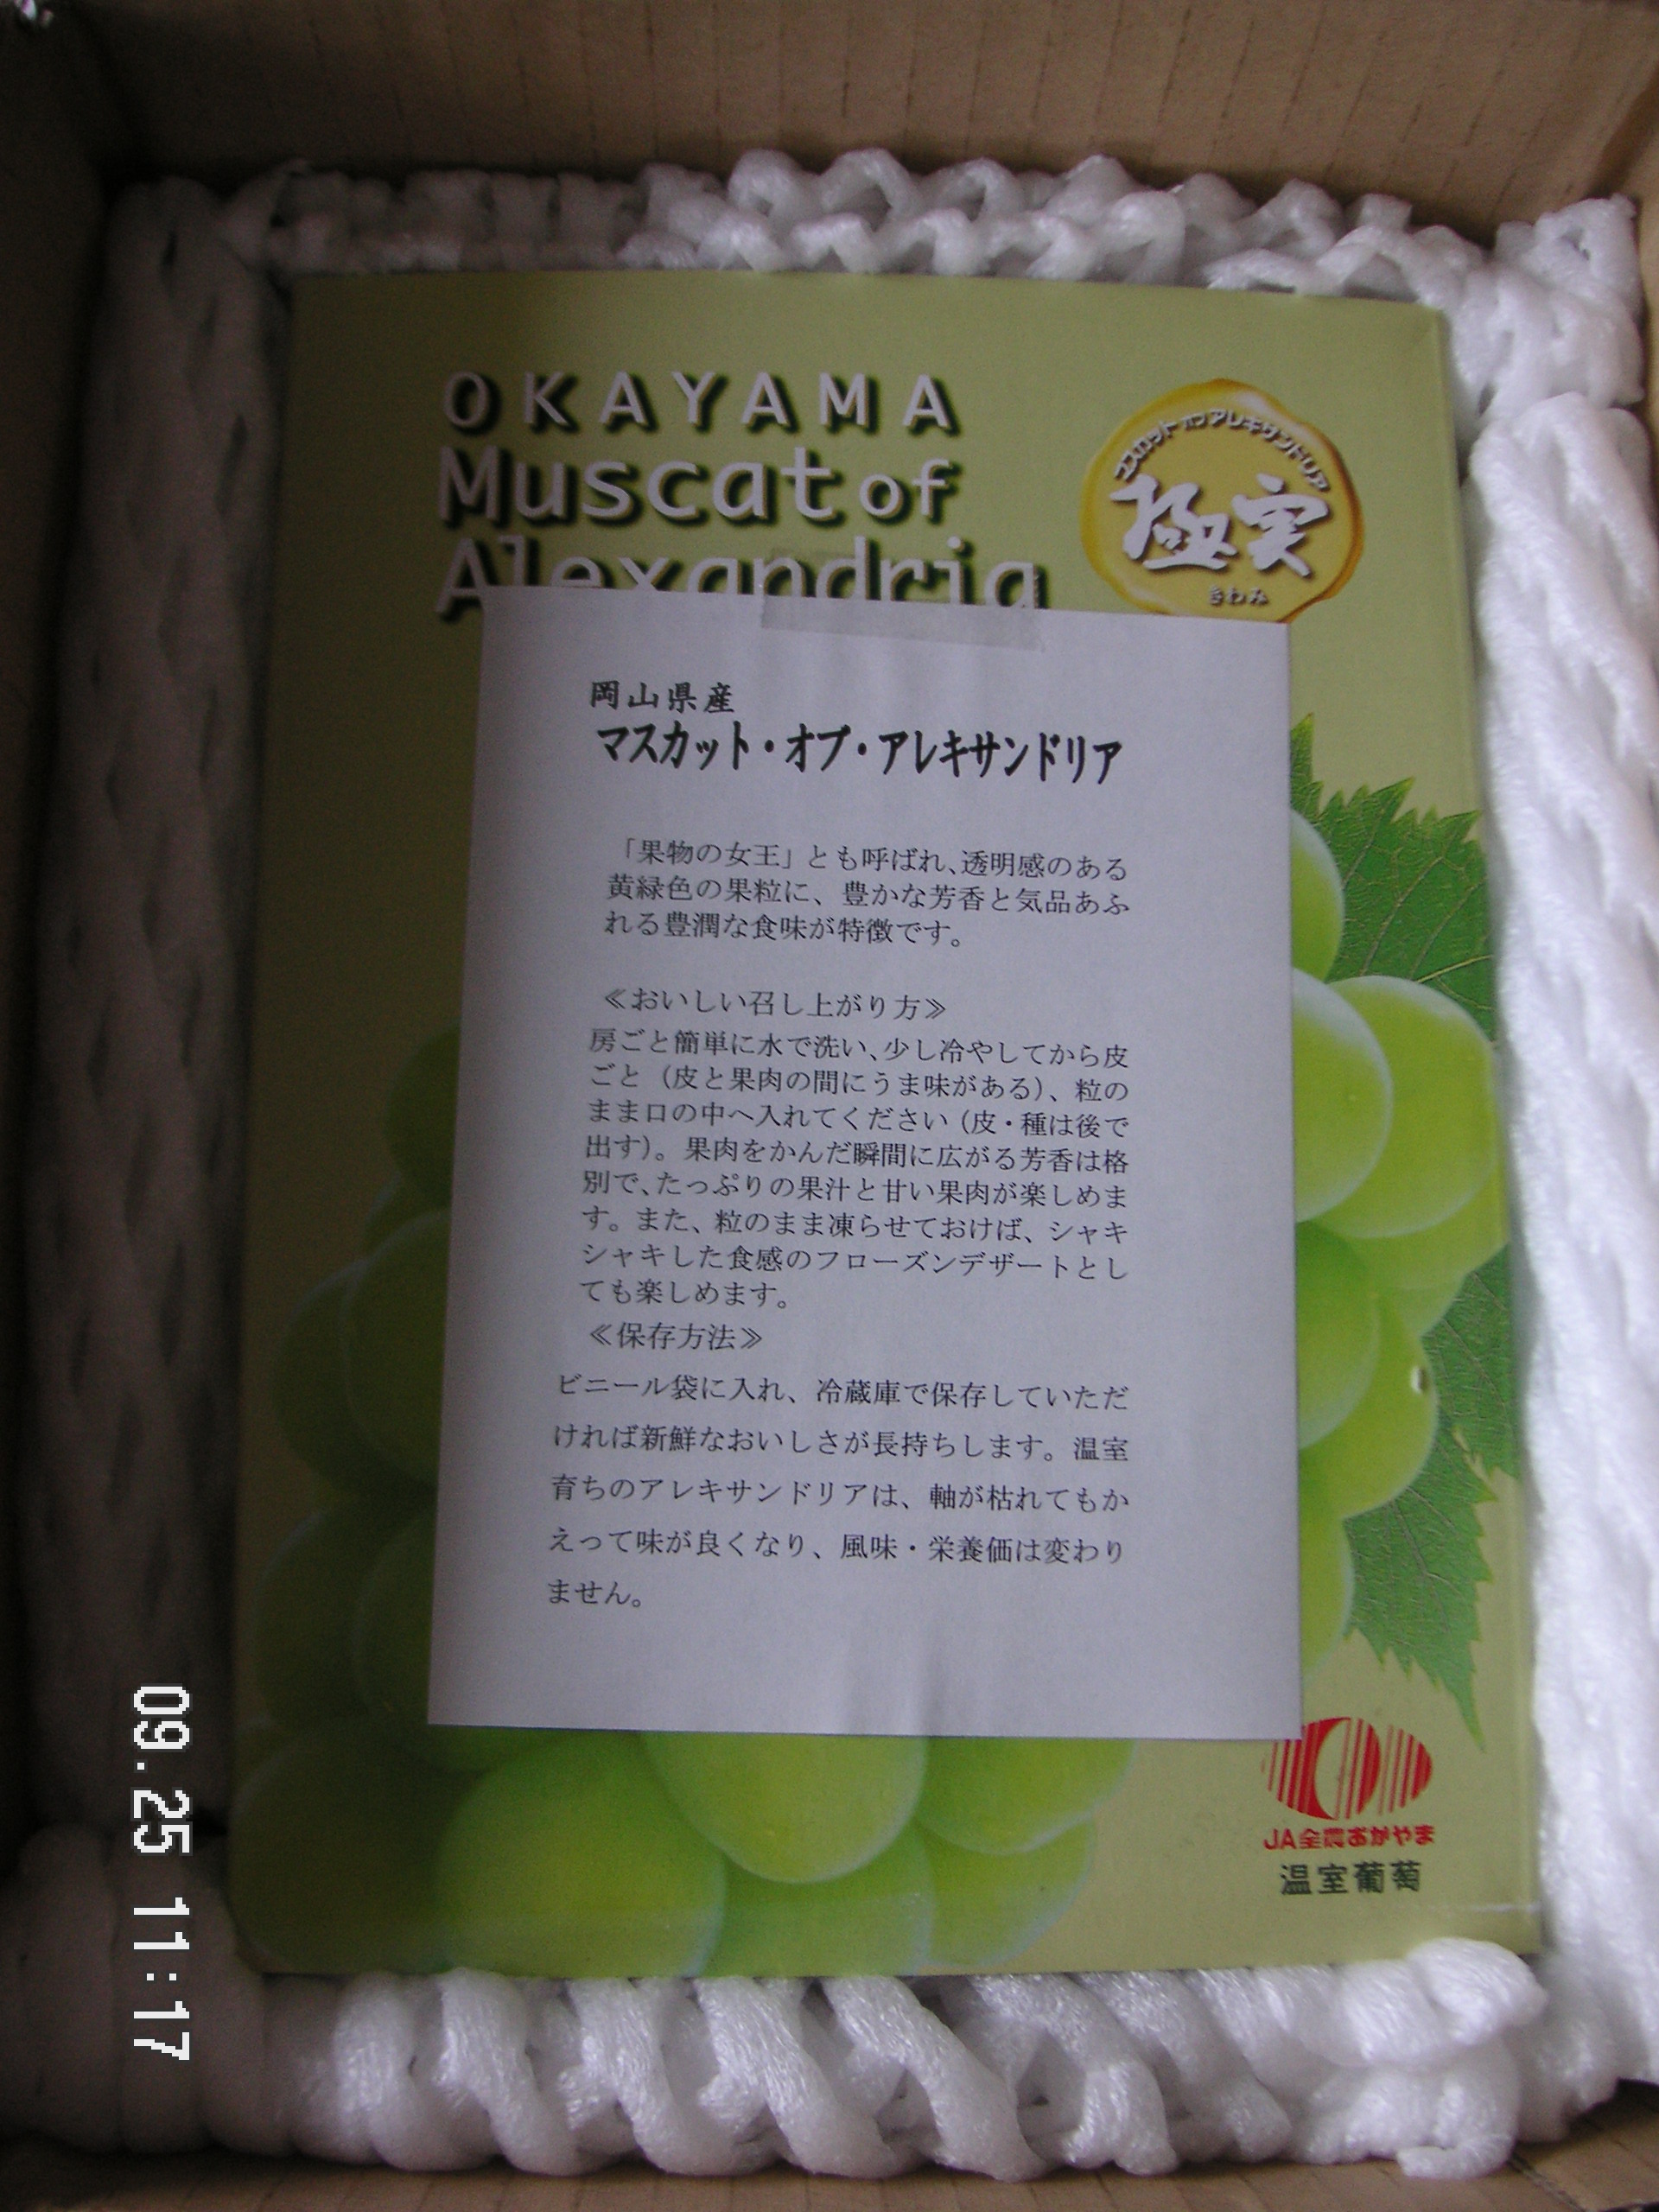 OKAYAMA
Muscat of
Alexandria
マスカット オブ アレキサンドリア
極実
きわみ
岡山県産
マスカット・オブ・アレキサンドリア
「果物の女王」とも呼ばれ、透明感のある
黄緑色の果粒に、豊かな芳香と気品あふ
れる豊潤な食味が特徴です。
≪おいしい召し上がり方≫
房ごと簡単に水で洗い、少し冷やしてから皮
ごと（皮と果肉の間にうま味がある）、粒の
まま口の中へ入れてください（皮・種は後で
出す）。果肉をかんだ瞬間に広がる芳香は格
別で、たっぷりの果汁と甘い果肉が楽しめま
す。また、粒のまま凍らせておけば、シャキ
シャキした食感のフローズンデザートとし
ても楽しめます。
≪保存方法≫
ビニール袋に入れ、冷蔵庫で保存していただ
ければ新鮮なおいしさが長持ちします。温室
育ちのアレキサンドリアは、軸が枯れてもか
えって味が良くなり、風味・栄養価は変わり
ません。
JA全農おかやま
温室葡萄
09.25 11:17